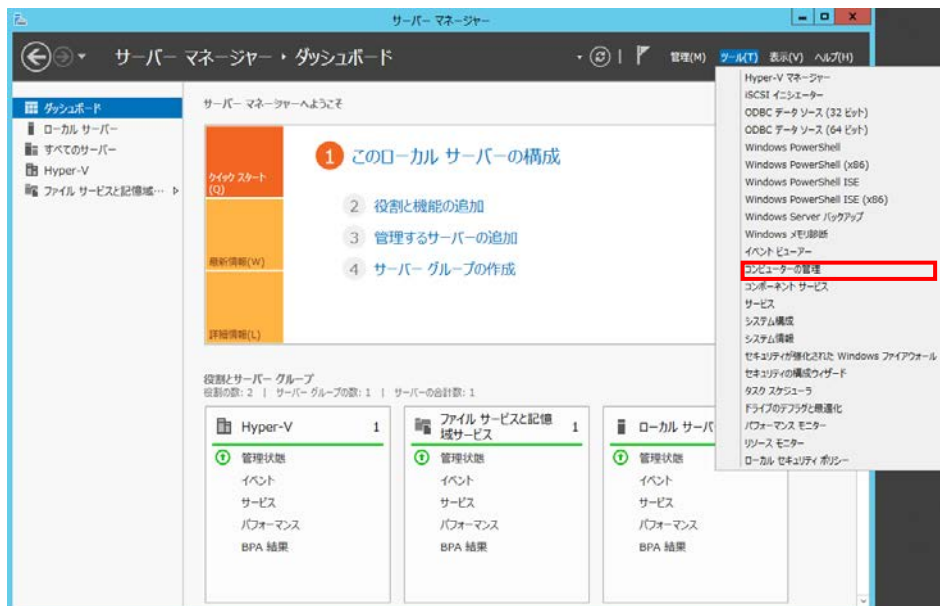 サーバー マネージャー
サーバー マネージャー ・ ダッシュボード
管理(M) ツール(T) 表示(V) ヘルプ(H)
ダッシュボード
ローカル サーバー
すべてのサーバー
Hyper-V
ファイル サービスと記憶域…
サーバー マネージャーへようこそ
クイック スタート
(Q)
最新情報(W)
詳細情報(L)
1 このローカル サーバーの構成
2 役割と機能の追加
3 管理するサーバーの追加
4 サーバー グループの作成
役割とサーバー グループ
役割の数: 2 | サーバー グループの数: 1 | サーバーの合計数: 1
Hyper-V 1
管理状態
イベント
サービス
パフォーマンス
BPA 結果
ファイル サービスと記憶
域サービス 1
管理状態
イベント
サービス
パフォーマンス
BPA 結果
ローカル サーバ
管理状態
イベント
サービス
パフォーマンス
BPA 結果
Hyper-V マネージャー
iSCSI イニシエーター
ODBC データ ソース (32 ビット)
ODBC データ ソース (64 ビット)
Windows PowerShell
Windows PowerShell (x86)
Windows PowerShell ISE
Windows PowerShell ISE (x86)
Windows Server バックアップ
Windows メモリ診断
イベント ビューアー
コンピューターの管理
コンポーネント サービス
サービス
システム構成
システム情報
セキュリティが強化された Windows ファイアウォール
セキュリティの構成ウィザード
タスク スケジューラ
ドライブのデフラグと最適化
パフォーマンス モニター
リソース モニター
ローカル セキュリティ ポリシー